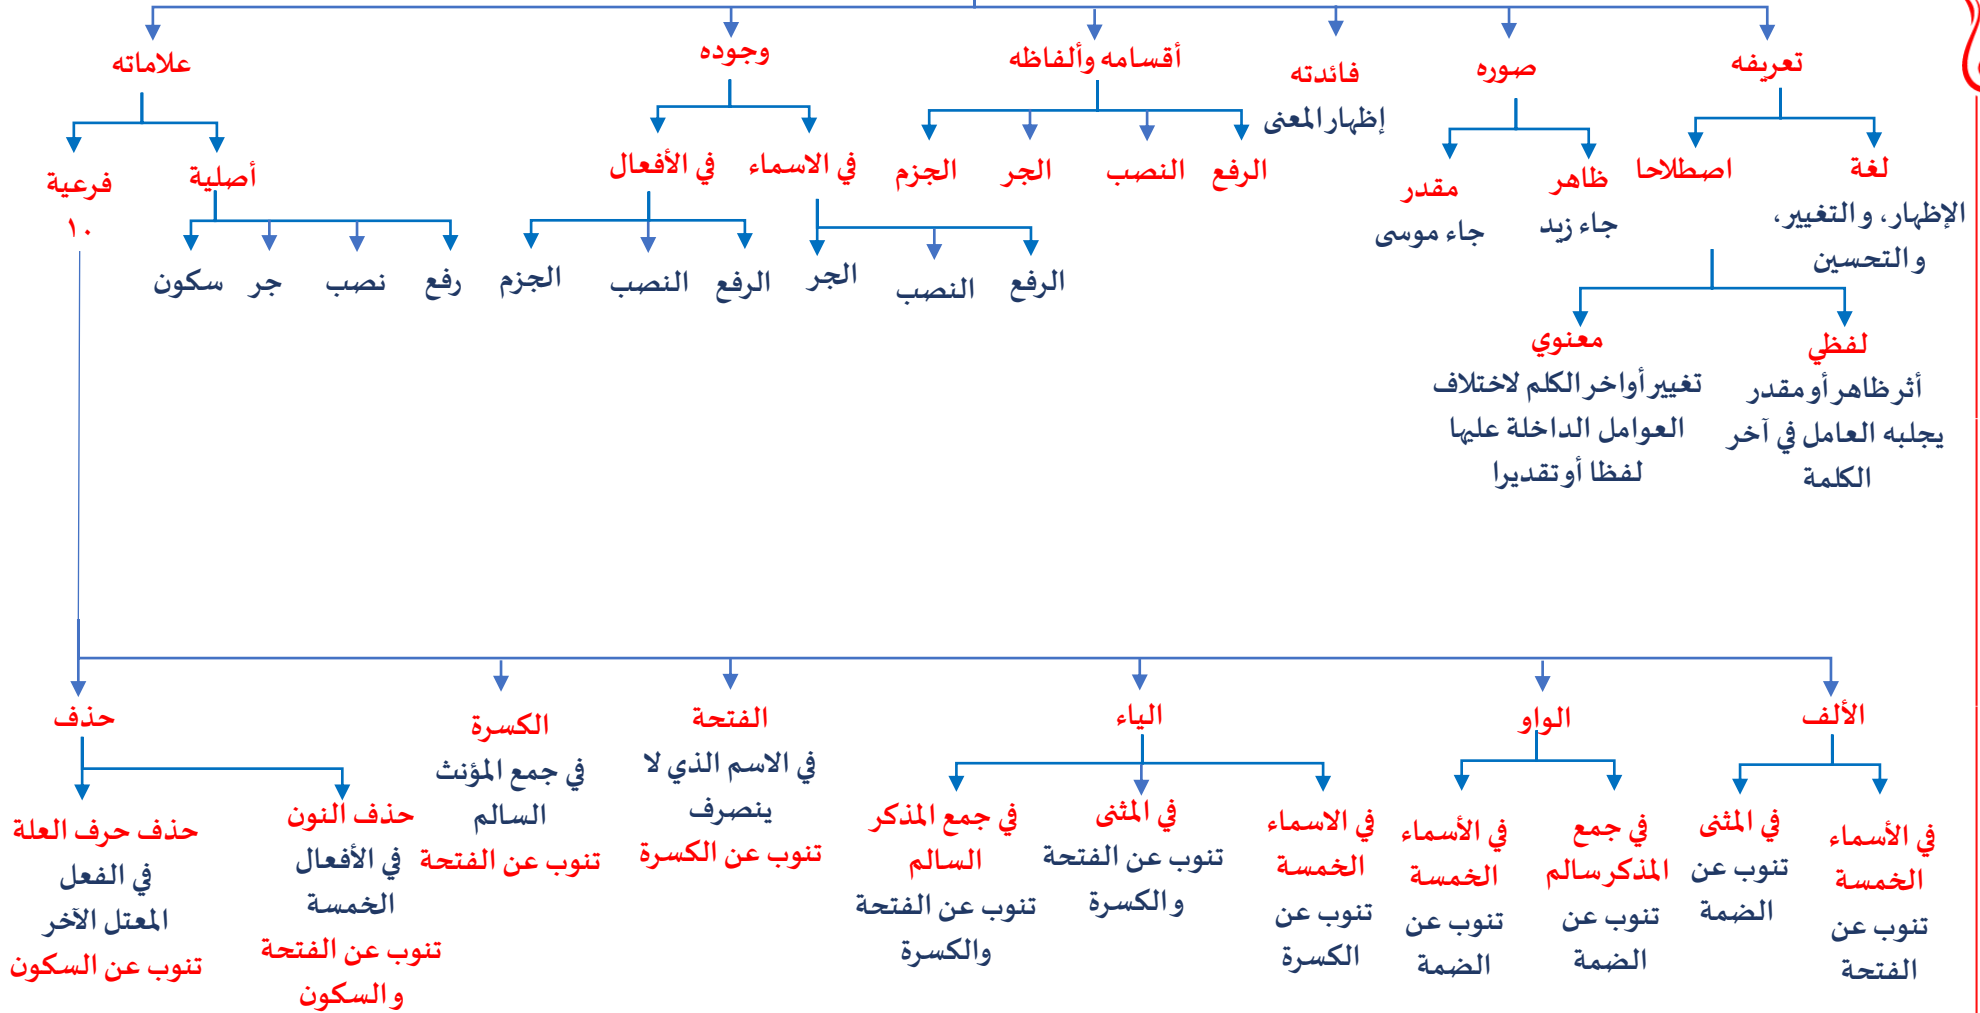 تعريفه
صوره
فائدته
إظهار المعنى
أقسامه وألفاظه
وجوده
علاماته
لغة
الإظهار، والتغيير،
والتحسين
اصطلاحا
لفظي
أثر ظاهر أو مقدر
يجلبه العامل في آخر
الكلمة
معنوي
تغيير أواخر الكلم لاختلاف
العوامل الداخلة عليها
لفظا أو تقديرا
ظاهر
جاء زيد
مقدر
جاء موسى
الرفع
النصب
الجر
الجزم
في الاسماء
الرفع
النصب
الجر
في الأفعال
الرفع
النصب
الجزم
أصلية
رفع
نصب
جر
سكون
فرعية
١٠
الألف
في الأسماء
الخمسة
تنوب عن
الفتحة
في المثنى
تنوب عن
الضمة
الواو
في جمع
المذكر سالم
تنوب عن
الضمة
في الأسماء
الخمسة
تنوب عن
الضمة
الياء
في الاسماء
الخمسة
تنوب عن
الكسرة
في المثنى
تنوب عن الفتحة
والكسرة
في جمع المذكر
السالم
تنوب عن الفتحة
والكسرة
الفتحة
في الاسم الذي لا
ينصرف
تنوب عن الكسرة
الكسرة
في جمع المؤنث
السالم
تنوب عن الفتحة
حذف
حذف النون
في الأفعال
الخمسة
تنوب عن الفتحة
والسكون
حذف حرف العلة
في الفعل
المعتل الآخر
تنوب عن السكون